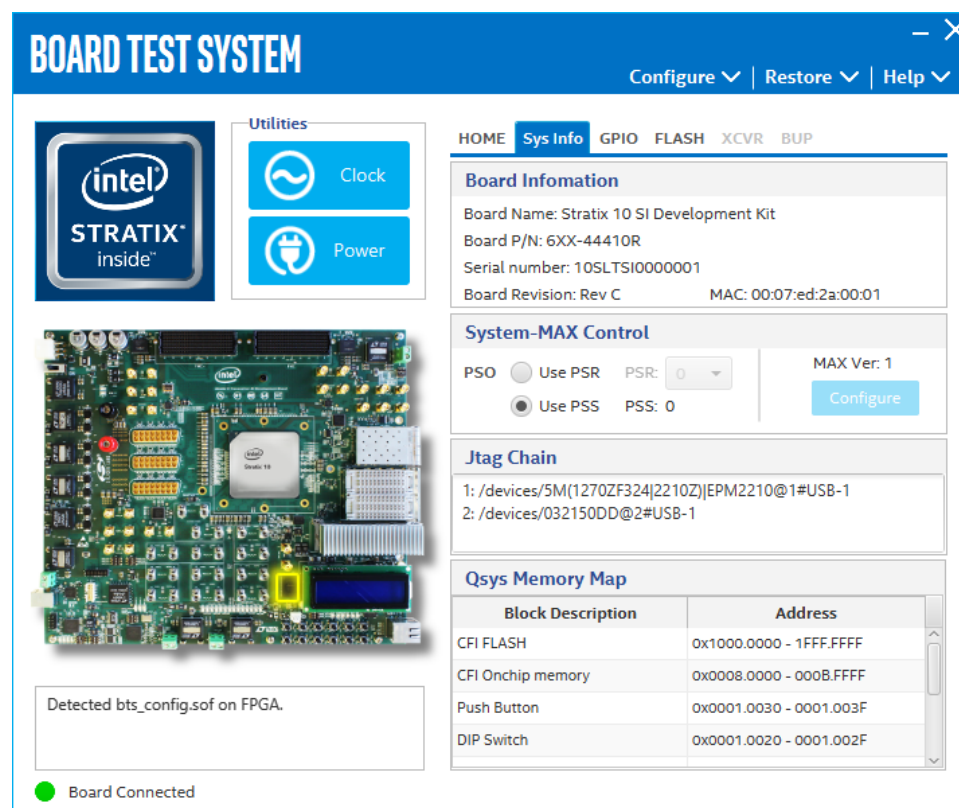 BOARD TEST SYSTEM
Configure
Restore
Help
intel
STRATIX
inside™
Utilities
Clock
Power
HOME
Sys Info
GPIO
FLASH
XCVR
BUP
Board Infomation
Board Name: Stratix 10 SI Development Kit
Board P/N: 6XX-44410R
Serial number: 10SLTSI0000001
Board Revision: Rev C MAC: 00:07:ed:2a:00:01
System-MAX Control
PSO Use PSR PSR: 0
Use PSS PSS: 0
MAX Ver: 1
Configure
Jtag Chain
1: /devices/5M(1270ZF324|2210Z)|EPM2210@1#USB-1
2: /devices/032150DD@2#USB-1
Qsys Memory Map
Block Description Address
CFI FLASH 0x1000.0000 - 1FFF.FFFF
CFI Onchip memory 0x0008.0000 - 000B.FFFF
Push Button 0x0001.0030 - 0001.003F
DIP Switch 0x0001.0020 - 0001.002F
intel
intel
Stratix 10
Detected bts_config.sof on FPGA.
Board Connected